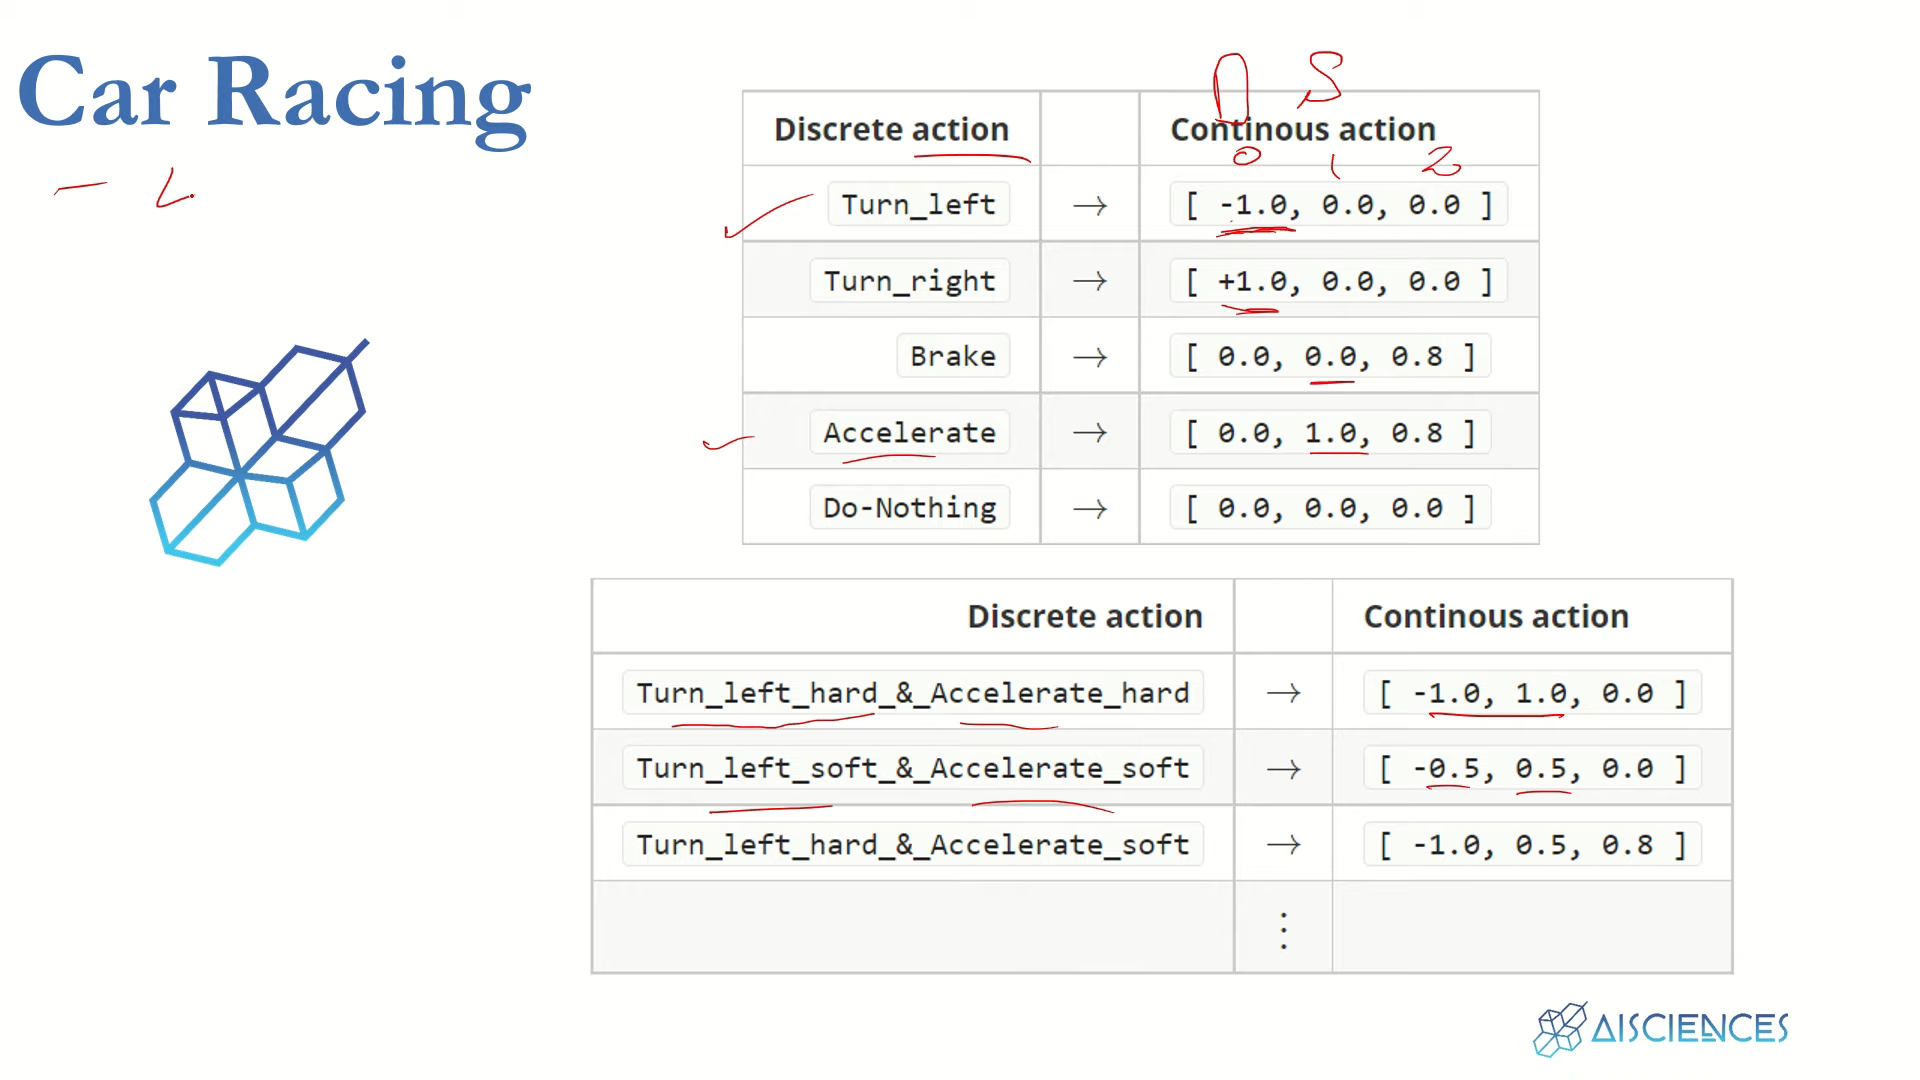 Car Racing
Discrete action Continous action
0 1 2
Turn_left → [ -1.0, 0.0, 0.0 ]
Turn_right → [ +1.0, 0.0, 0.0 ]
Brake → [ 0.0, 0.0, 0.8 ]
Accelerate → [ 0.0, 1.0, 0.8 ]
Do-Nothing → [ 0.0, 0.0, 0.0 ]
Discrete action Continous action
Turn_left_hard_&_Accelerate_hard → [ -1.0, 1.0, 0.0 ]
Turn_left_soft_&_Accelerate_soft → [ -0.5, 0.5, 0.0 ]
Turn_left_hard_&_Accelerate_soft → [ -1.0, 0.5, 0.8 ]
⋮
AISCIENCES